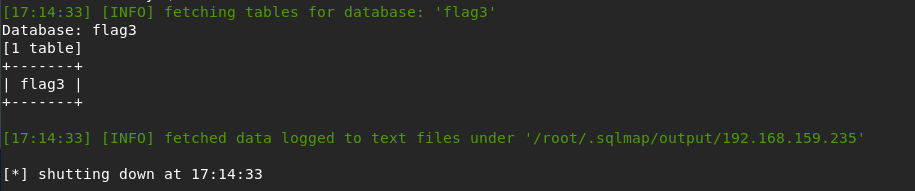 [17:14:33] [INFO] fetching tables for database: 'flag3'
Database: flag3
[1 table]
+-------+
| flag3 |
+-------+
[17:14:33] [INFO] fetched data logged to text files under '/root/.sqlmap/output/192.168.159.235'
[*] shutting down at 17:14:33